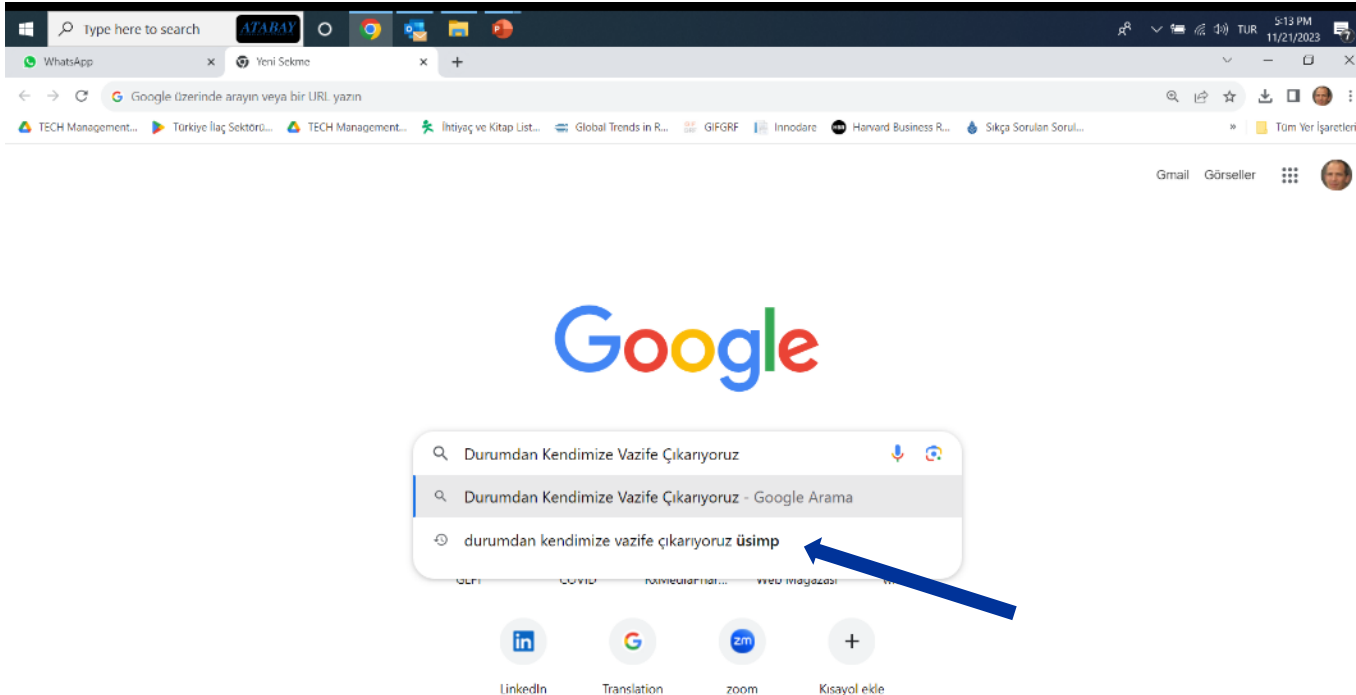 Type here to search
ATABAY
TUR
5:13 PM
11/21/2023
7
WhatsApp
Yeni Sekme
Google üzerinde arayın veya bir URL yazın
TECH Management...
Türkiye İlaç Sektörü...
TECH Management...
İhtiyaç ve Kitap List...
Global Trends in R...
GIFGRF
Innodare
Harvard Business R...
Sıkça Sorulan Sorul...
»
Tüm Yer İşaretleri
Gmail
Görseller
Google
Durumdan Kendimize Vazife Çıkarıyoruz
Durumdan Kendimize Vazife Çıkarıyoruz - Google Arama
durumdan kendimize vazife çıkarıyoruz üsimp
COVID
Web Mağazası
in
G
zm
LinkedIn
Translation
zoom
Kısayol ekle